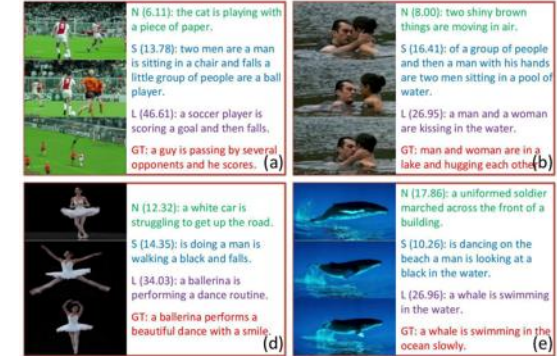 N (6.11): the cat is playing with
a piece of paper.
S (13.78): two men are a man
is sitting in a chair and falls a
little group of people are a ball
player.
L (46.61): a soccer player is
scoring a goal and then falls.
GT: a guy is passing by several
opponents and he scores. (a)
N (8.00): two shiny brown
things are moving in air.
S (16.41): of a group of people
and then a man with his hands
are two men sitting in a pool of
water.
L (26.95): a man and a woman
are kissing in the water.
GT: man and woman are in a
lake and hugging each other. (b)
N (12.32): a white car is
struggling to get up the road.
S (14.35): is doing a man is
walking a black and falls.
L (34.03): a ballerina is
performing a dance routine.
GT: a ballerina performs a
beautiful dance with a smile. (d)
N (17.86): a uniformed soldier
marched across the front of a
building.
S (10.26): is dancing on the
beach a man is looking at a
black in the water.
L (26.96): a whale is swimming
in the water.
GT: a whale is swimming in the
ocean slowly. (e)